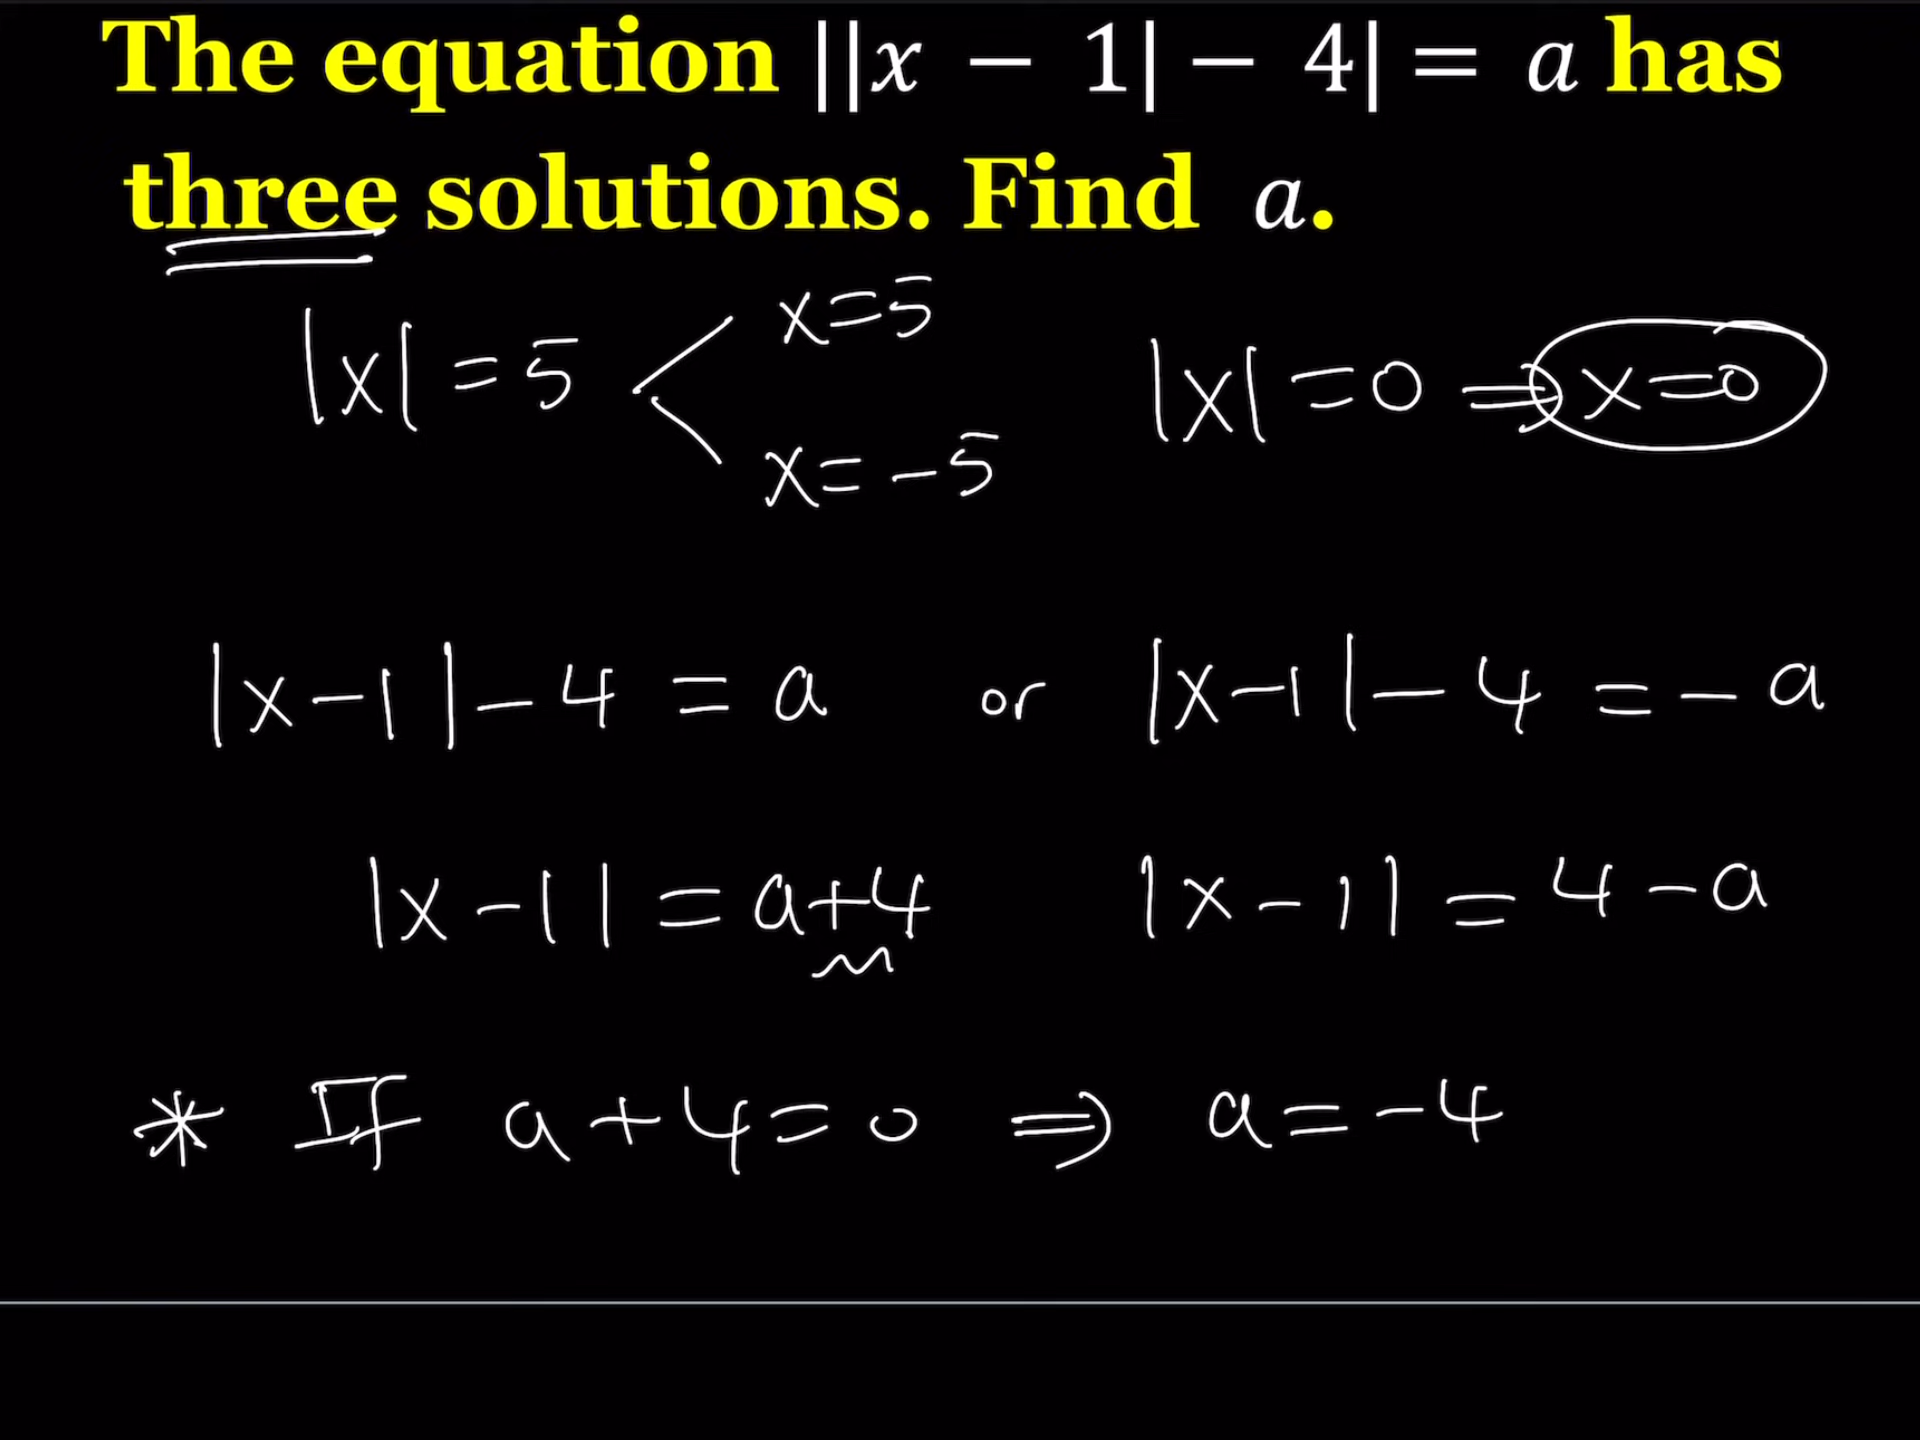 The equation ||x − 1| − 4| = a has
three solutions. Find a.
x=5
|x| = 5
|x| = 0 ⇒ x=0
x= -5
|x-1|-4 = a or |x-1|-4 = -a
|x-1| = a+4 |x-1| = 4-a
* If a+4=0 ⇒ a=-4